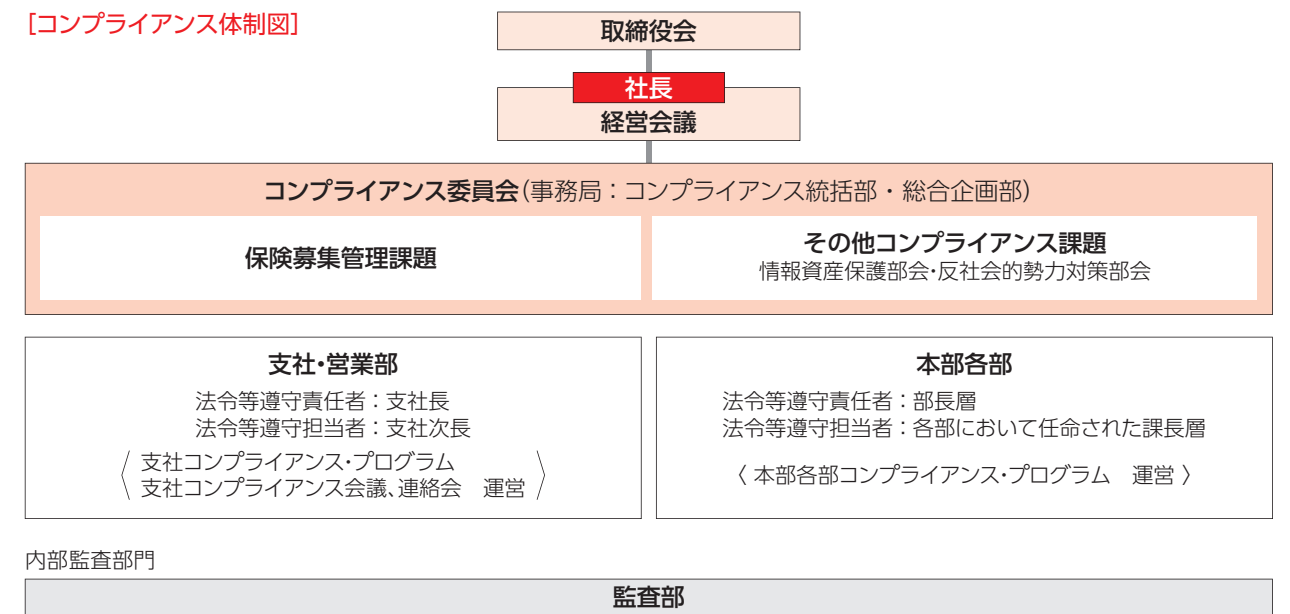 [コンプライアンス体制図]
取締役会
社長
経営会議
コンプライアンス委員会(事務局：コンプライアンス統括部・総合企画部)
保険募集管理課題
その他コンプライアンス課題
情報資産保護部会・反社会的勢力対策部会
支社・営業部
法令等遵守責任者：支社長
法令等遵守担当者：支社次長
支社コンプライアンス・プログラム
支社コンプライアンス会議、連絡会　運営
本部各部
法令等遵守責任者：部長層
法令等遵守担当者：各部において任命された課長層
〈 本部各部コンプライアンス・プログラム　運営 〉
内部監査部門
監査部